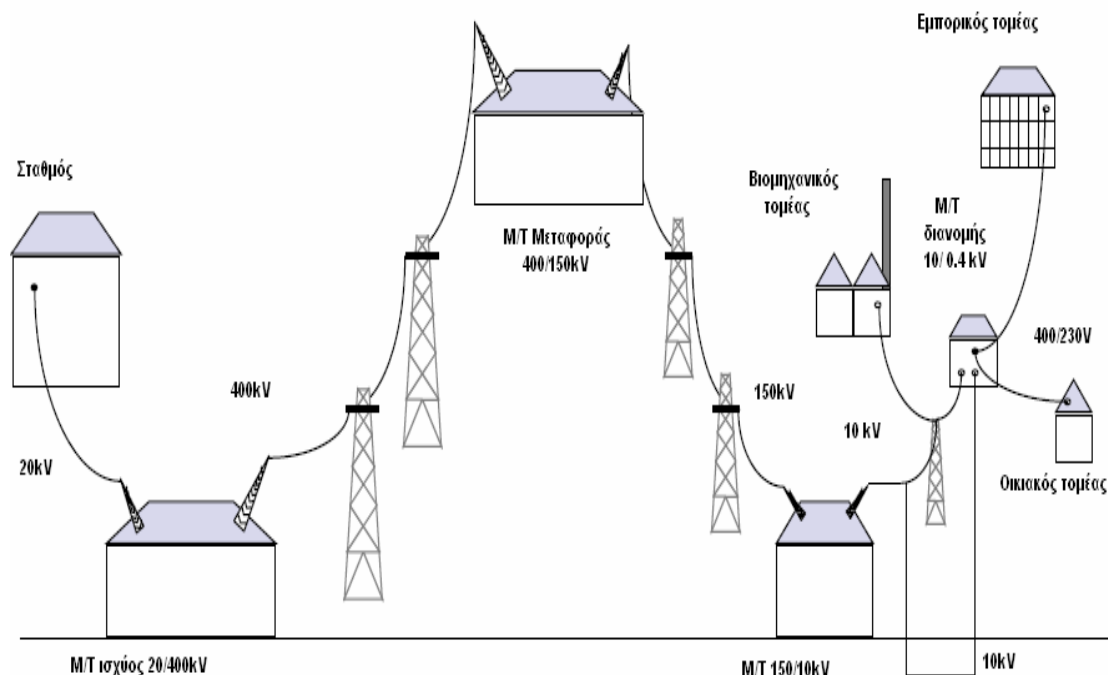 Εμπορικός τομέας
Σταθμός
Βιομηχανικός
τομέας
Μ/Τ
διανομής
10/ 0.4 kV
Μ/Τ Μεταφοράς
400/150kV
400/230V
400kV
150kV
10 kV
20kV
Οικιακός τομέας
Μ/Τ ισχύος 20/400kV
Μ/Τ 150/10kV
10kV